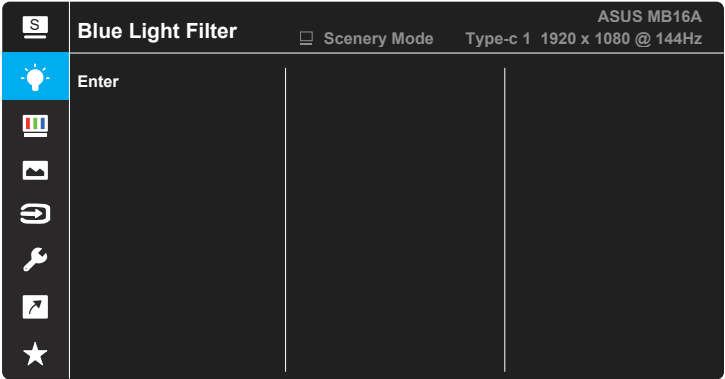 S
Blue Light Filter
ASUS MB16A
Scenery Mode
Type-c 1 1920 x 1080 @ 144Hz
Enter